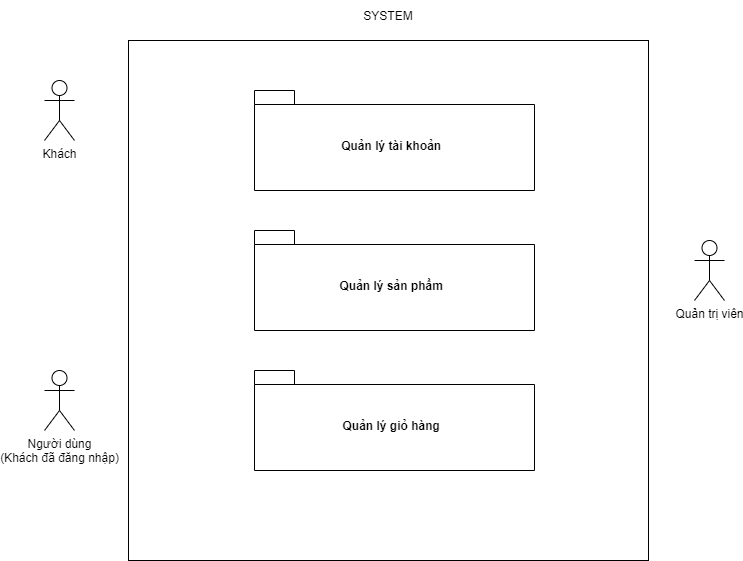 SYSTEM
Khách
Quản lý tài khoản
Quản lý sản phẩm
Quản trị viên
Quản lý giỏ hàng
Người dùng
(Khách đã đăng nhập)